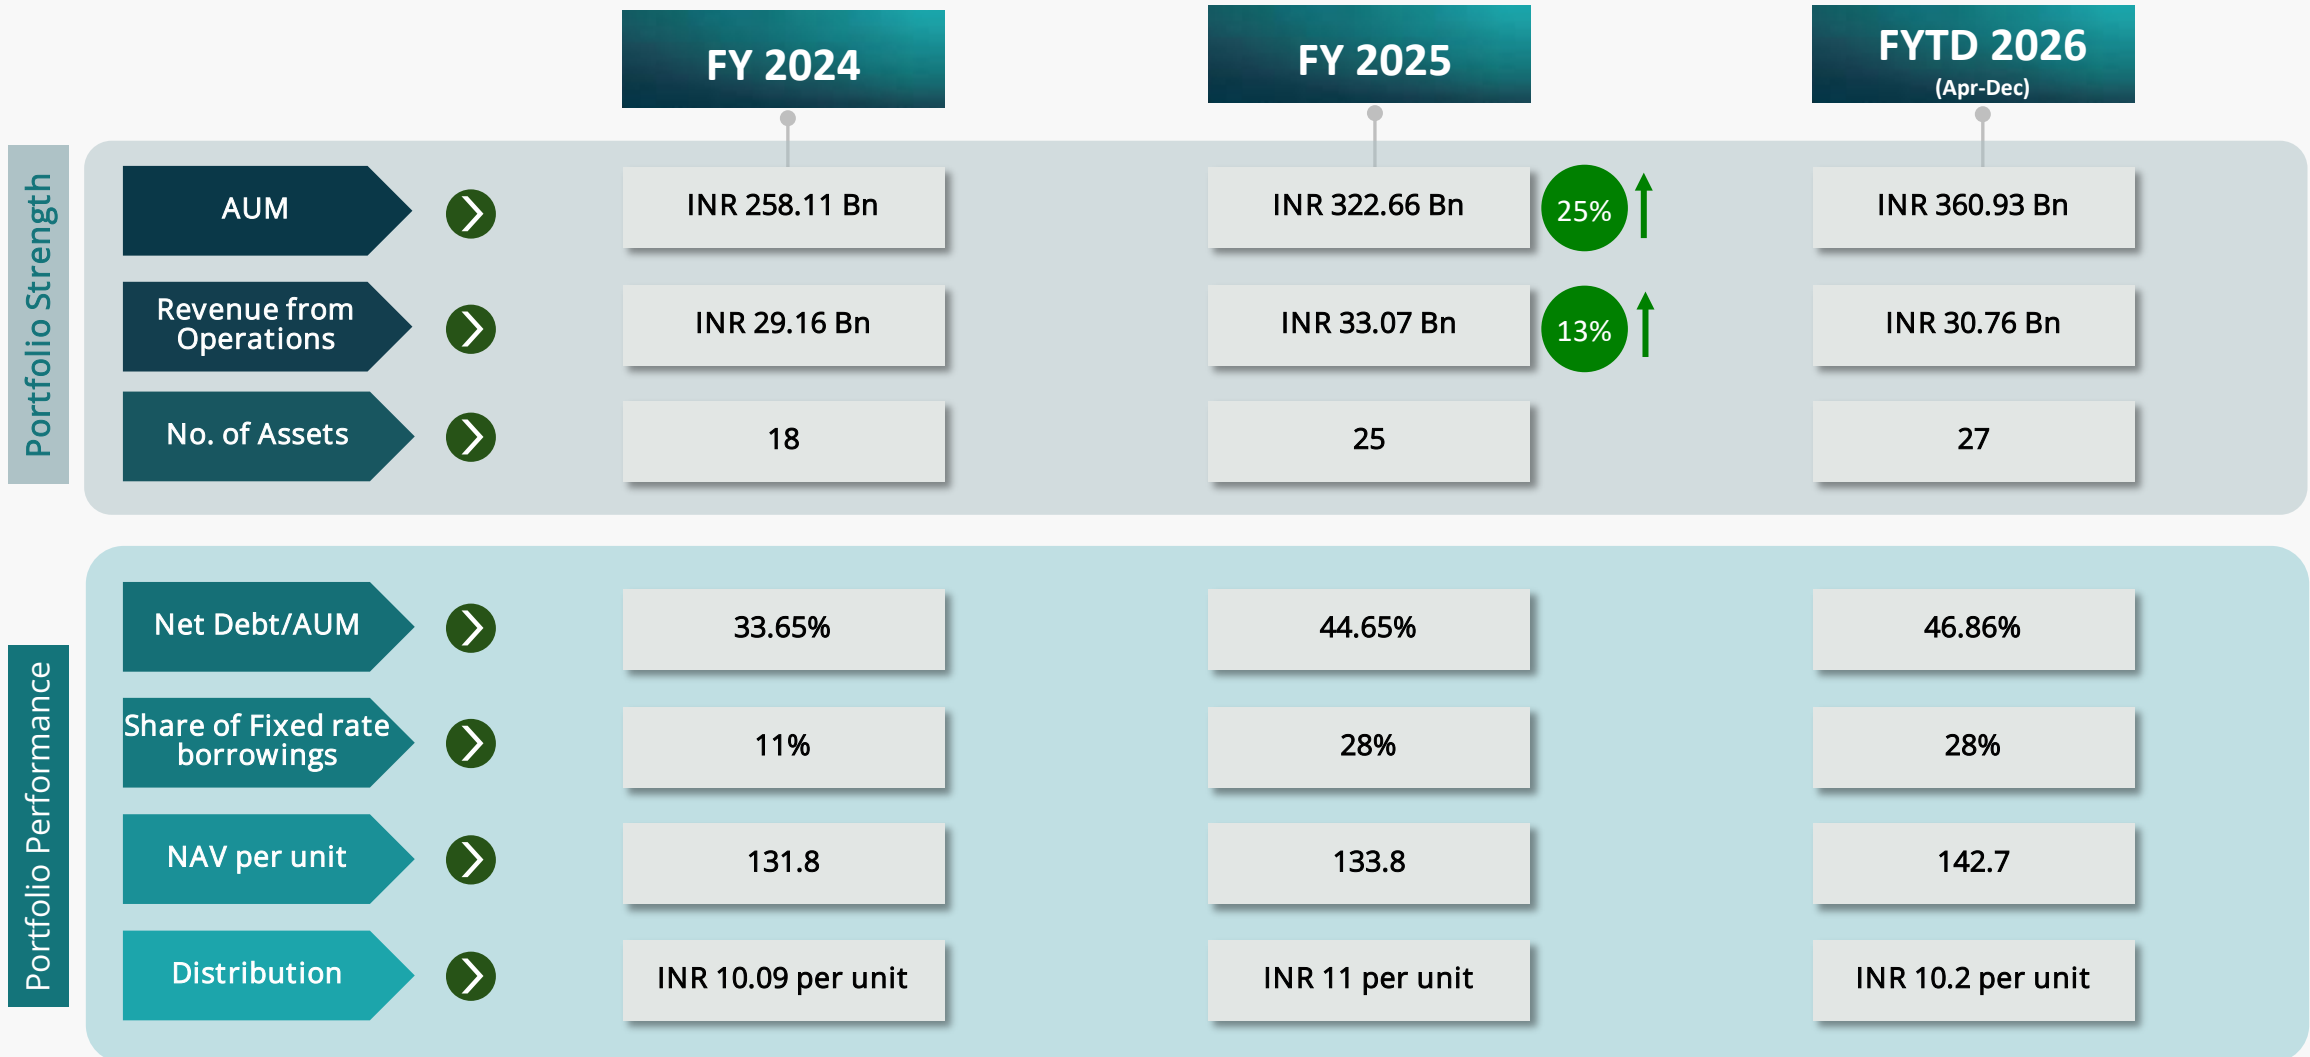 FY 2024
FY 2025
FYTD 2026
(Apr-Dec)
Portfolio Strength
AUM
INR 258.11 Bn
INR 322.66 Bn
25%
INR 360.93 Bn
Revenue from
Operations
INR 29.16 Bn
INR 33.07 Bn
13%
INR 30.76 Bn
No. of Assets
18
25
27
Portfolio Performance
Net Debt/AUM
33.65%
44.65%
46.86%
Share of Fixed rate
borrowings
11%
28%
28%
NAV per unit
131.8
133.8
142.7
Distribution
INR 10.09 per unit
INR 11 per unit
INR 10.2 per unit